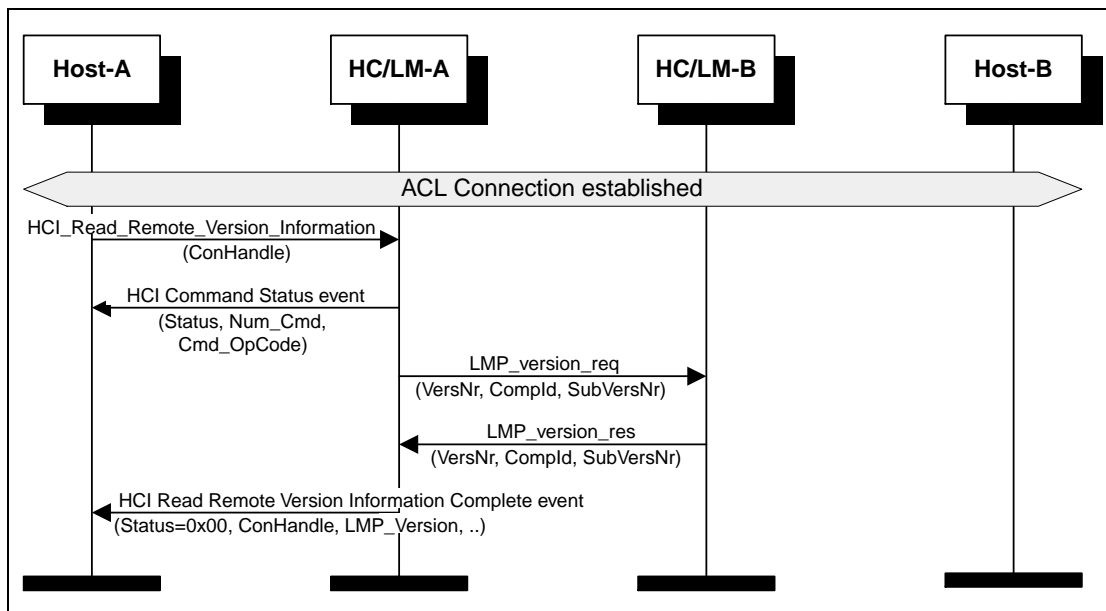 Host-A
HC/LM-A
HC/LM-B
Host-B
ACL Connection established
HCI_Read_Remote_Version_Information
(ConHandle)
HCI Command Status event
(Status, Num_Cmd,
Cmd_OpCode)
LMP_version_req
(VersNr, CompId, SubVersNr)
LMP_version_res
(VersNr, CompId, SubVersNr)
HCI Read Remote Version Information Complete event
(Status=0x00, ConHandle, LMP_Version, ..)